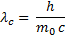 λ_c = h / (m_0 c)